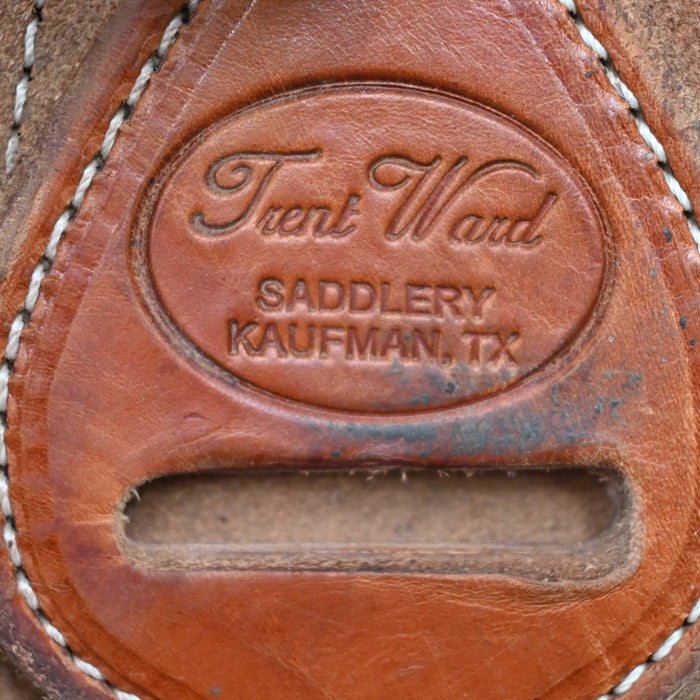 Trent Ward
SADDLERY
KAUFMAN, TX